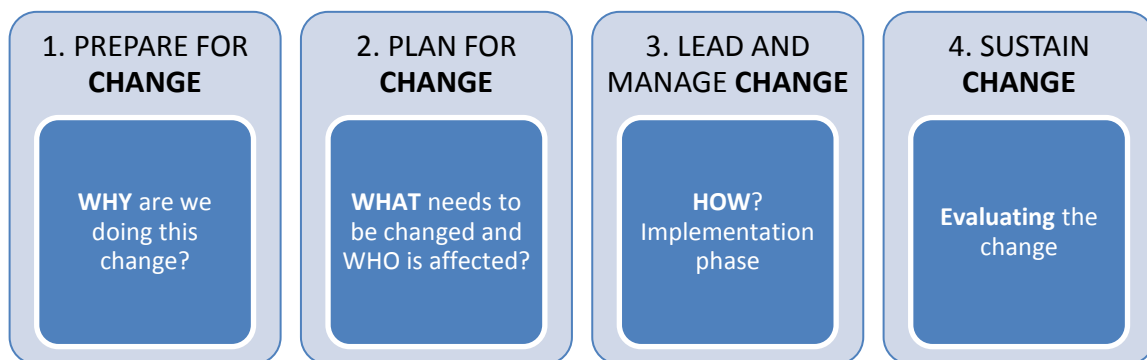 1. PREPARE FOR
CHANGE
WHY are we
doing this
change?
2. PLAN FOR
CHANGE
WHAT needs to
be changed and
WHO is affected?
3. LEAD AND
MANAGE CHANGE
HOW?
Implementation
phase
4. SUSTAIN
CHANGE
Evaluating the
change